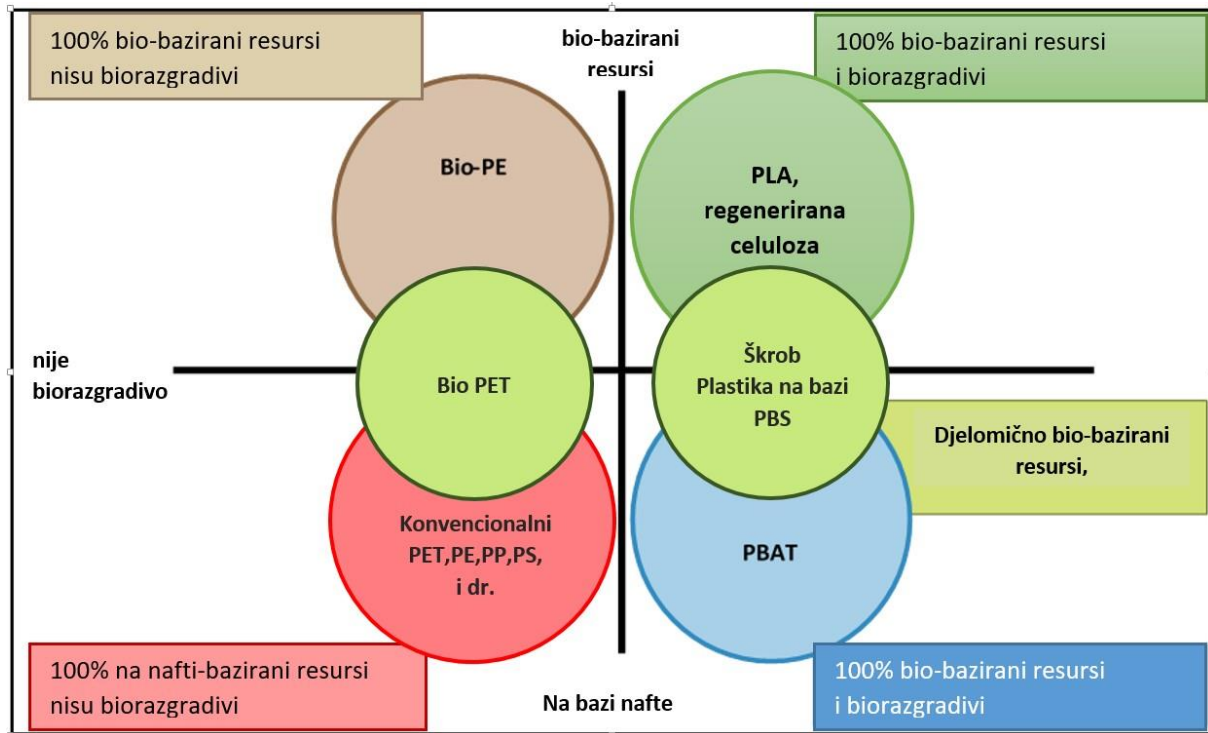 100% bio-bazirani resursi
nisu biorazgradivi
bio-bazirani
resursi
100% bio-bazirani resursi
i biorazgradivi
Bio-PE
PLA,
regenerirana
celuloza
nije
biorazgradivo
Bio PET
Škrob
Plastika na bazi
PBS
Djelomično bio-bazirani
resursi,
Konvencionalni
PET,PE,PP,PS,
i dr.
PBAT
100% na nafti-bazirani resursi
nisu biorazgradivi
Na bazi nafte
100% bio-bazirani resursi
i biorazgradivi